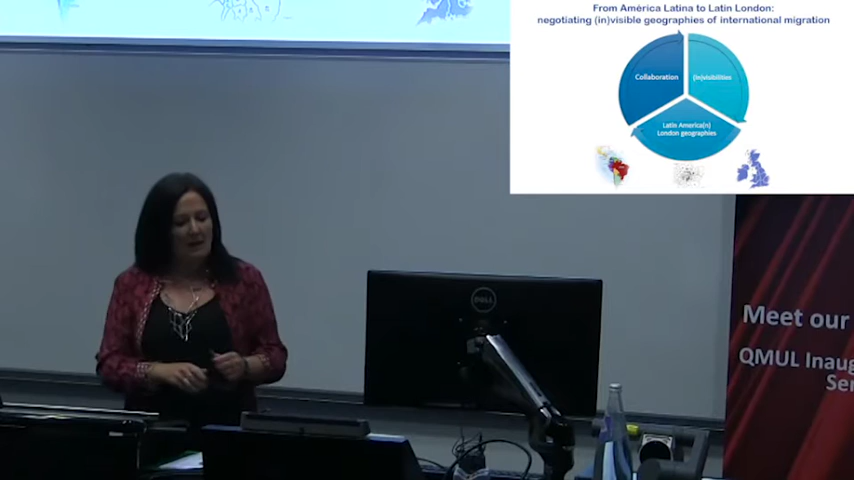 From América Latina to Latin London:
negotiating (in)visible geographies of international migration
Collaboration
(In)visibilities
Latin America(n)
London geographies
DELL
Meet our
QMUL Inaug
Ser